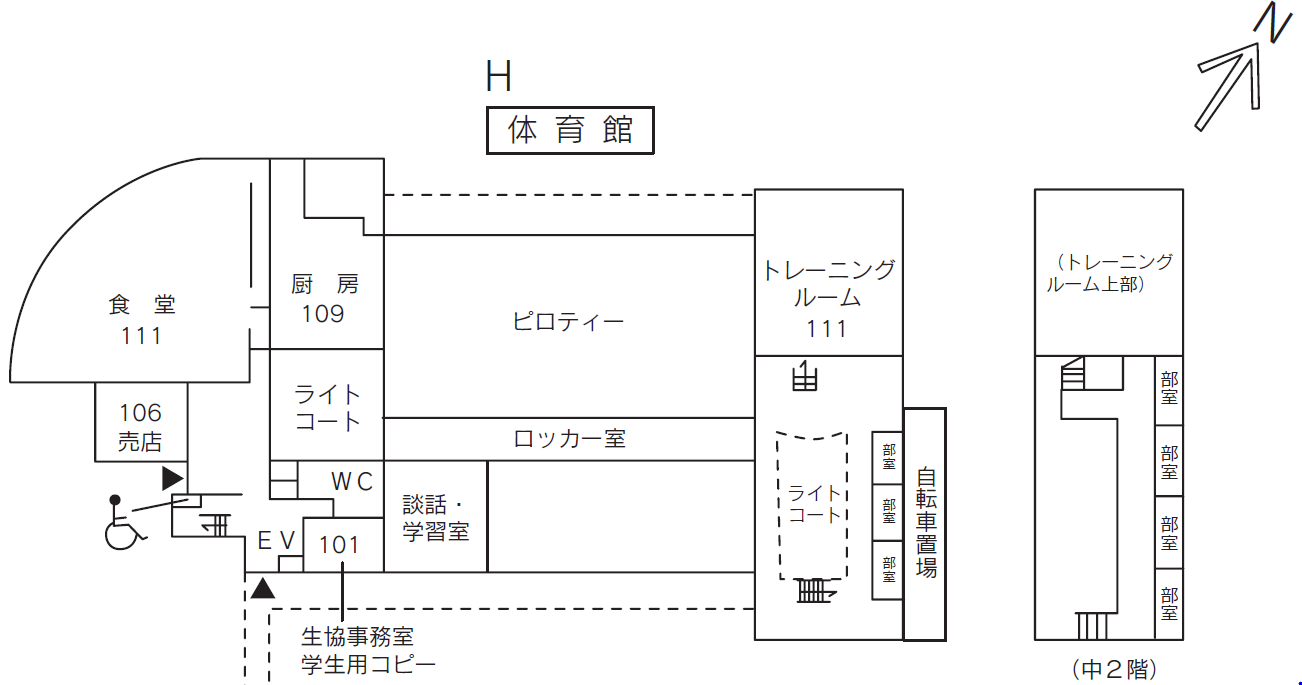 N
H
体育館
食堂
111
厨房
109
ピロティー
トレーニング
ルーム
111
(トレーニング
ルーム上部)
106
売店
ライト
コート
ロッカー室
WC
談話・
学習室
EV
101
ライト
コート
部室
部室
部室
自転車置場
部室
部室
部室
部室
生協事務室
学生用コピー
(中2階)